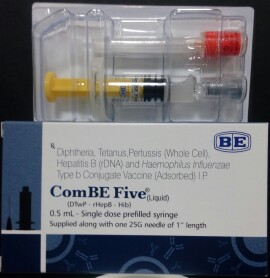 BE
Diphtheria, Tetanus,Pertussis (Whole Cell),
Hepatitis B (rDNA) and Haemophilus Influenzae
Type b Conjugate Vaccine (Adsorbed) I.P.
ComBE Five® (Liquid)
(DTwP - rHepB - Hib)
0.5 mL - Single dose prefilled syringe
Supplied along with one 25G needle of 1" length